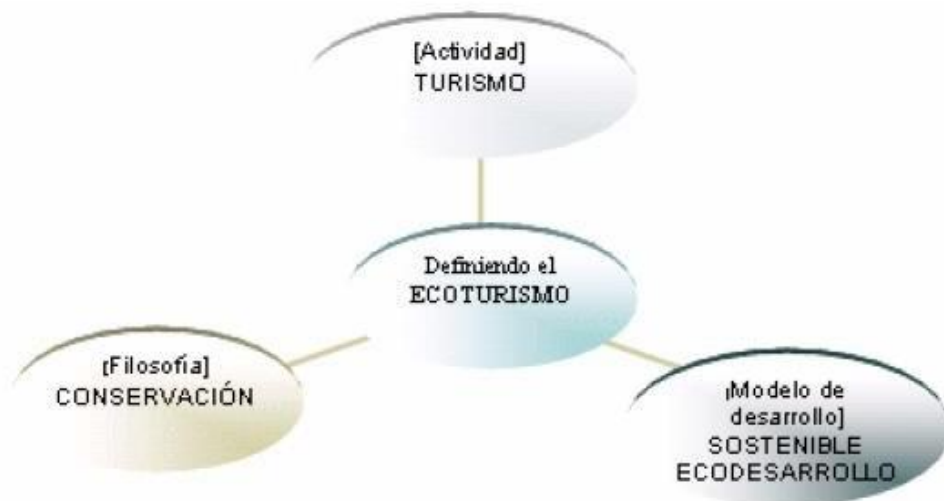 [Actividad]
TURISMO
Definiendo el
ECOTURISMO
[Filosofía]
CONSERVACIÓN
[Modelo de
desarrollo]
SOSTENIBLE
ECODESARROLLO